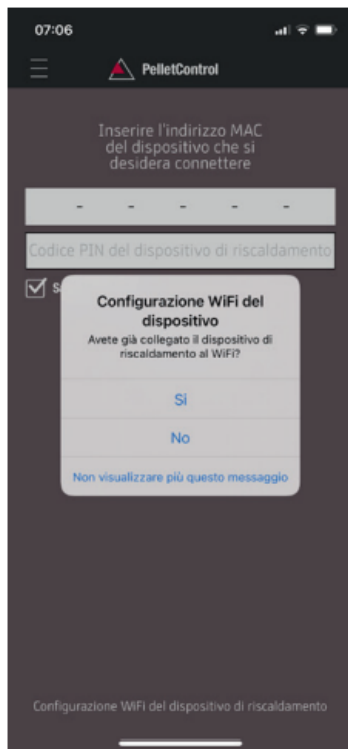 07:06
PelletControl
Inserire l'indirizzo MAC
del dispositivo che si
desidera connettere
- - - - -
Codice PIN del dispositivo di riscaldamento
Configurazione WiFi del
dispositivo
Avete già collegato il dispositivo di
riscaldamento al WiFi?
Si
No
Non visualizzare più questo messaggio
Configurazione WiFi del dispositivo di riscaldamento